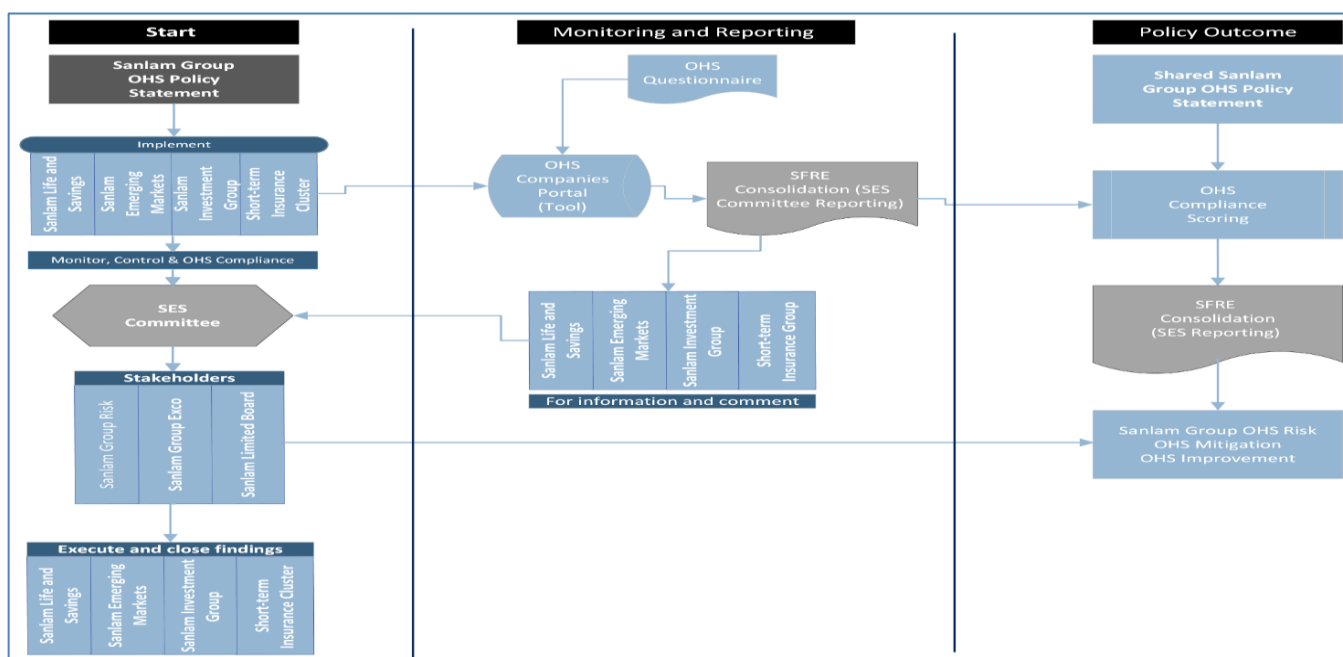 Start
Sanlam Group
OHS Policy
Statement
Implement
Sanlam Life and
Savings
Sanlam
Emerging
Markets
Sanlam
Investment
Group
Short-term
Insurance
Cluster
Monitor, Control & OHS Compliance
SES
Committee
Stakeholders
Sanlam Group Risk
Sanlam Group Exco
Sanlam Limited Board
Execute and close findings
Sanlam Life and
Savings
Sanlam Emerging
Markets
Sanlam Investment
Group
Short-term
Insurance Cluster
Monitoring and Reporting
OHS
Questionnaire
OHS
Companies
Portal
(Tool)
SFRE
Consolidation (SES
Committee Reporting)
Sanlam Life and
Savings
Sanlam Emerging
Markets
Sanlam Investment
Group
Short-term
Insurance Group
For information and comment
Policy Outcome
Shared Sanlam
Group OHS Policy
Statement
OHS
Compliance
Scoring
SFRE
Consolidation
(SES Reporting)
Sanlam Group OHS Risk
OHS Mitigation
OHS Improvement